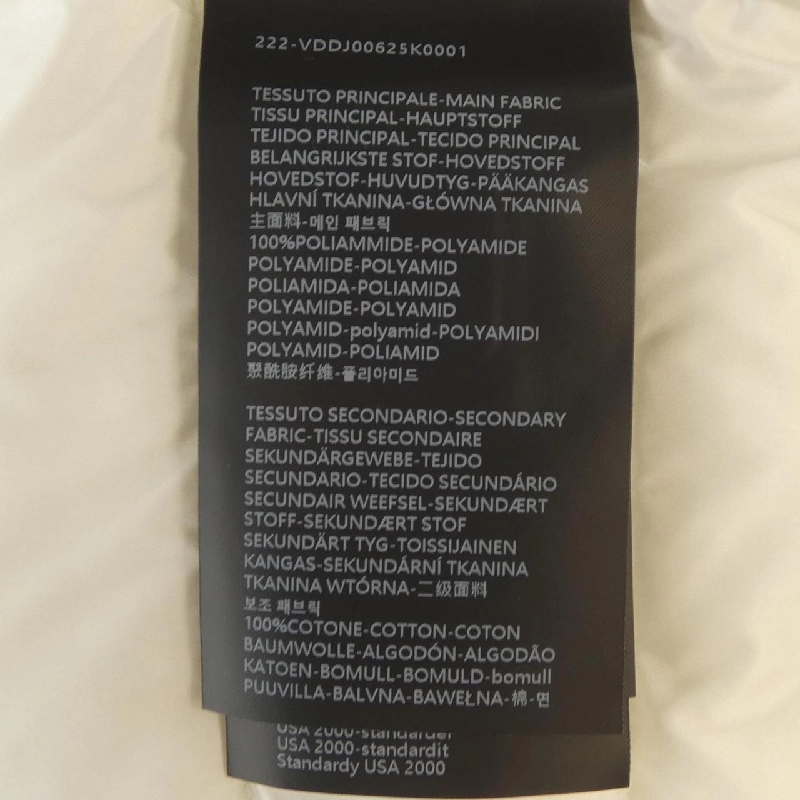 222-VDDJ00625K0001
TESSUTO PRINCIPALE-MAIN FABRIC
TISSU PRINCIPAL-HAUPTSTOFF
TEJIDO PRINCIPAL-TECIDO PRINCIPAL
BELANGRIJKSTE STOF-HOVEDSTOFF
HOVEDSTOF-HUVUDTYG-PÄÄKANGAS
HLAVNÍ TKANINA-GŁÓWNA TKANINA
主面料-메인 패브릭
100%POLIAMMIDE-POLYAMIDE
POLYAMIDE-POLYAMID
POLIAMIDA-POLIAMIDA
POLYAMIDE-POLYAMID
POLYAMID-polyamid-POLYAMIDI
POLYAMID-POLIAMID
聚酰胺纤维-폴리아미드
TESSUTO SECONDARIO-SECONDARY
FABRIC-TISSU SECONDAIRE
SEKUNDÄRGEWEBE-TEJIDO
SECUNDARIO-TECIDO SECUNDÁRIO
SECUNDAIR WEEFSEL-SEKUNDÆRT
STOFF-SEKUNDÆRT STOF
SEKUNDÄRT TYG-TOISSIJAINEN
KANGAS-SEKUNDÁRNÍ TKANINA
TKANINA WTÓRNA-二级面料
보조 패브릭
100%COTONE-COTTON-COTON
BAUMWOLLE-ALGODÓN-ALGODÃO
KATOEN-BOMULL-BOMULD-bomull
PUUVILLA-BALVNA-BAWEŁNA-棉-면
USA 2000-standarder
USA 2000-standardit
Standardy USA 2000